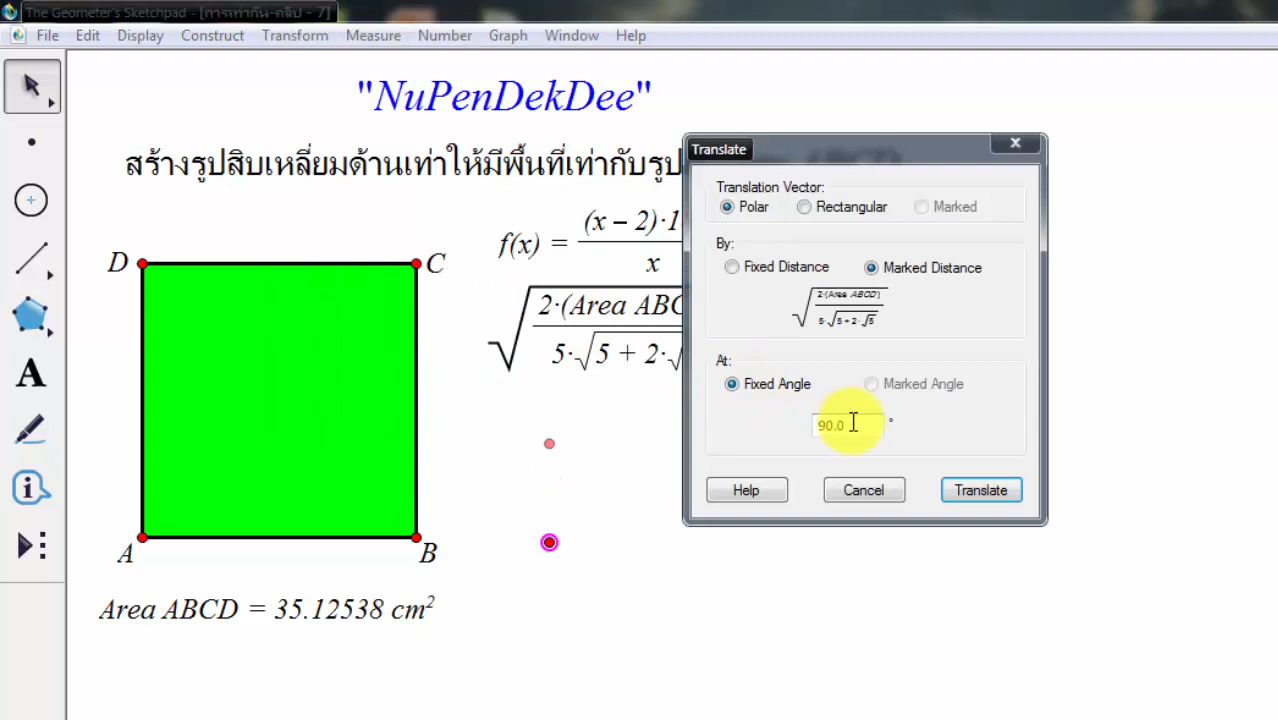 The Geometer's Sketchpad - [การเท่ากัน-คลิป - 7]
File Edit Display Construct Transform Measure Number Graph Window Help
"NuPenDekDee"
สร้างรูปสิบเหลี่ยมด้านเท่าให้มีพื้นที่เท่ากับรูป
f(x) = (x – 2)·1
x
√ 2·(Area ABC
5·√5 + 2·√
D
C
A
B
Area ABCD = 35.12538 cm²
A
i
Translate
Translation Vector:
Polar Rectangular Marked
By:
Fixed Distance Marked Distance
√ 2·(Area ABCD)
5·√5 + 2·√5
At:
Fixed Angle Marked Angle
90.0 °
Help Cancel Translate